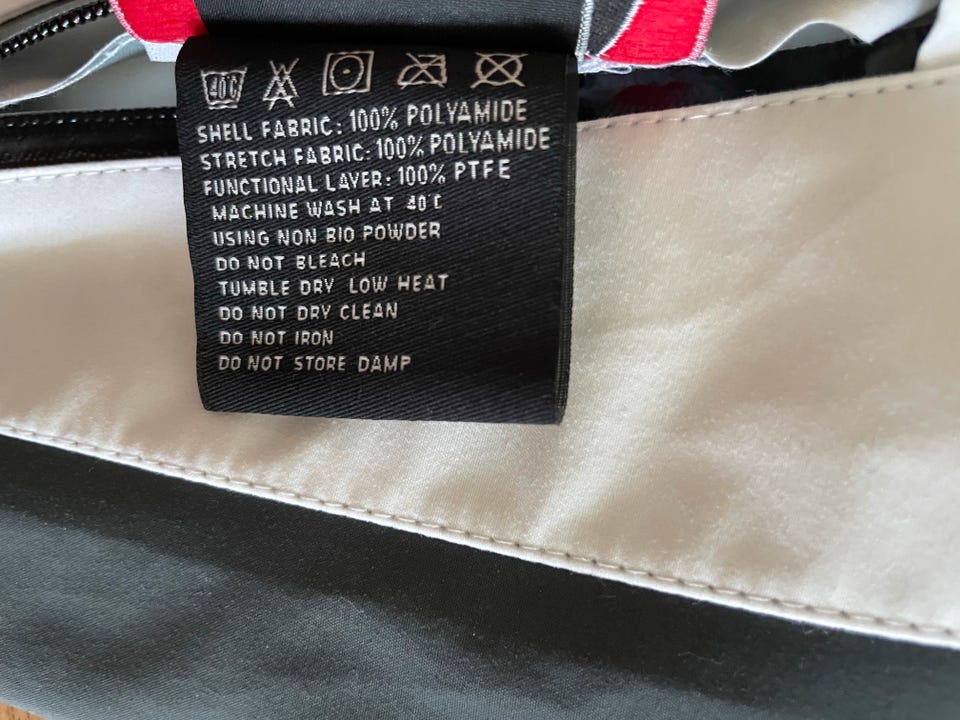 40C
SHELL FABRIC: 100% POLYAMIDE
STRETCH FABRIC: 100% POLYAMIDE
FUNCTIONAL LAYER: 100% PTFE
MACHINE WASH AT 40 C
USING NON BIO POWDER
DO NOT BLEACH
TUMBLE DRY LOW HEAT
DO NOT DRY CLEAN
DO NOT IRON
DO NOT STORE DAMP